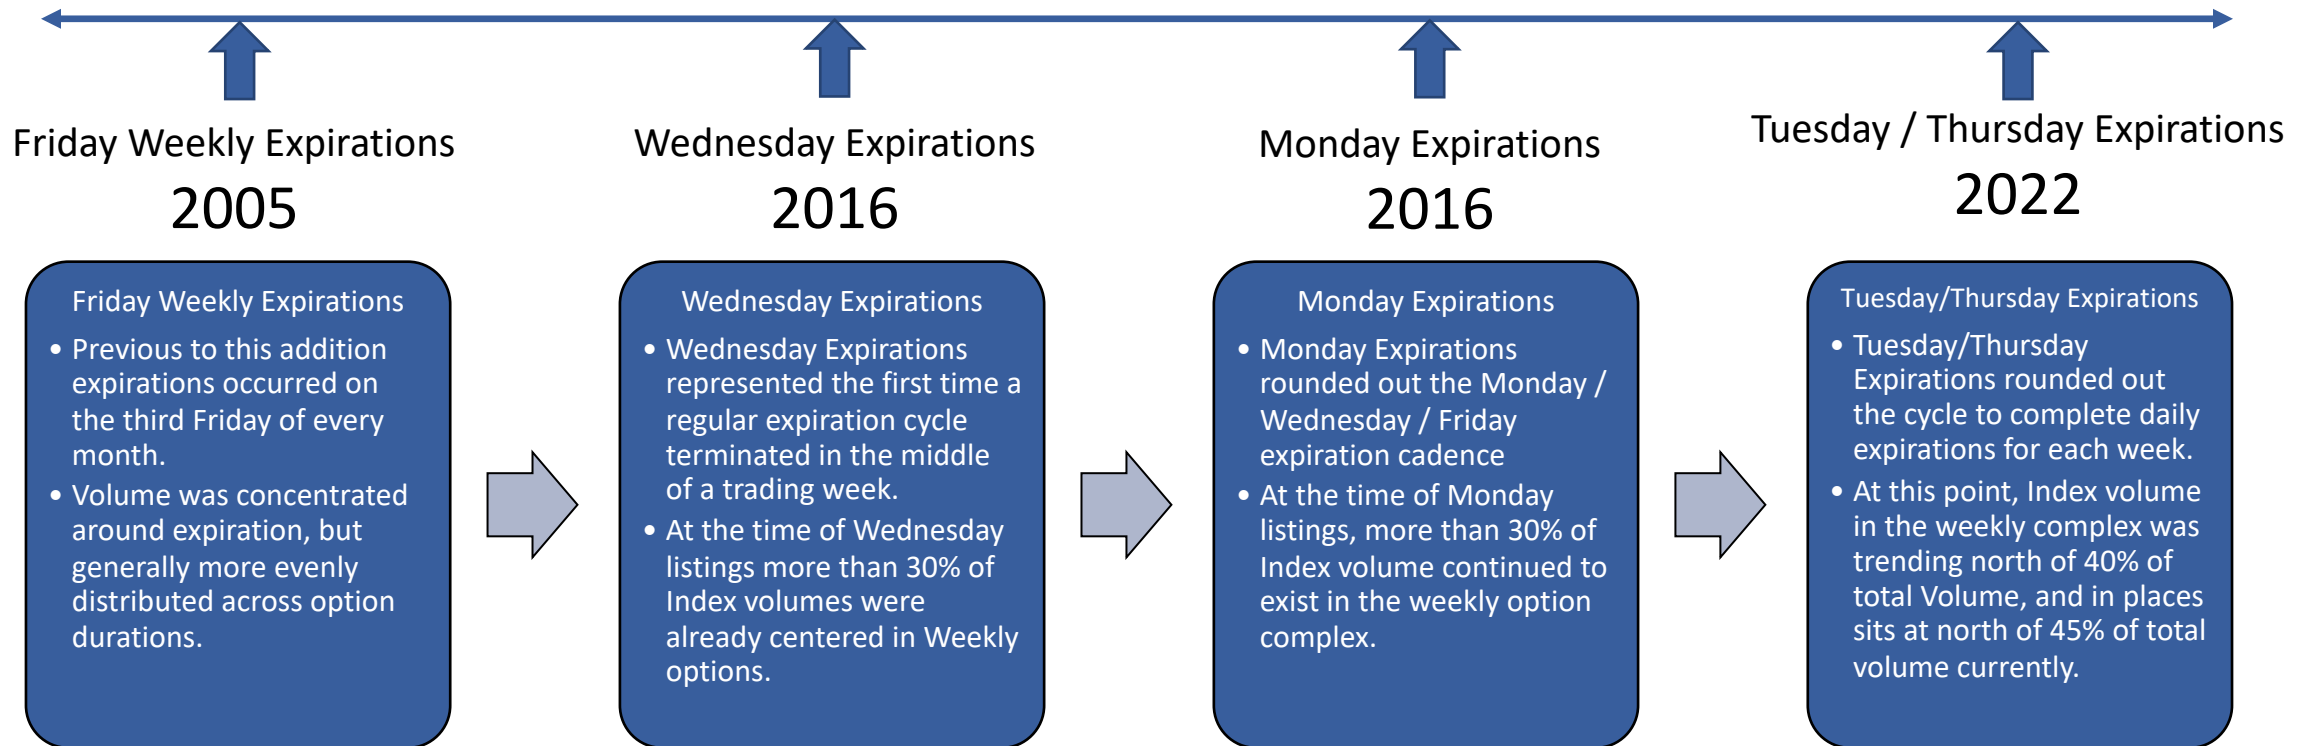 Friday Weekly Expirations
2005
Wednesday Expirations
2016
Monday Expirations
2016
Tuesday / Thursday Expirations
2022
Friday Weekly Expirations
• Previous to this addition
expirations occurred on
the third Friday of every
month.
• Volume was concentrated
around expiration, but
generally more evenly
distributed across option
durations.
Wednesday Expirations
• Wednesday Expirations
represented the first time a
regular expiration cycle
terminated in the middle
of a trading week.
• At the time of Wednesday
listings more than 30% of
Index volumes were
already centered in Weekly
options.
Monday Expirations
• Monday Expirations
rounded out the Monday /
Wednesday / Friday
expiration cadence
• At the time of Monday
listings, more than 30% of
Index volume continued to
exist in the weekly option
complex.
Tuesday/Thursday Expirations
• Tuesday/Thursday
Expirations rounded out
the cycle to complete daily
expirations for each week.
• At this point, Index volume
in the weekly complex was
trending north of 40% of
total Volume, and in places
sits at north of 45% of total
volume currently.